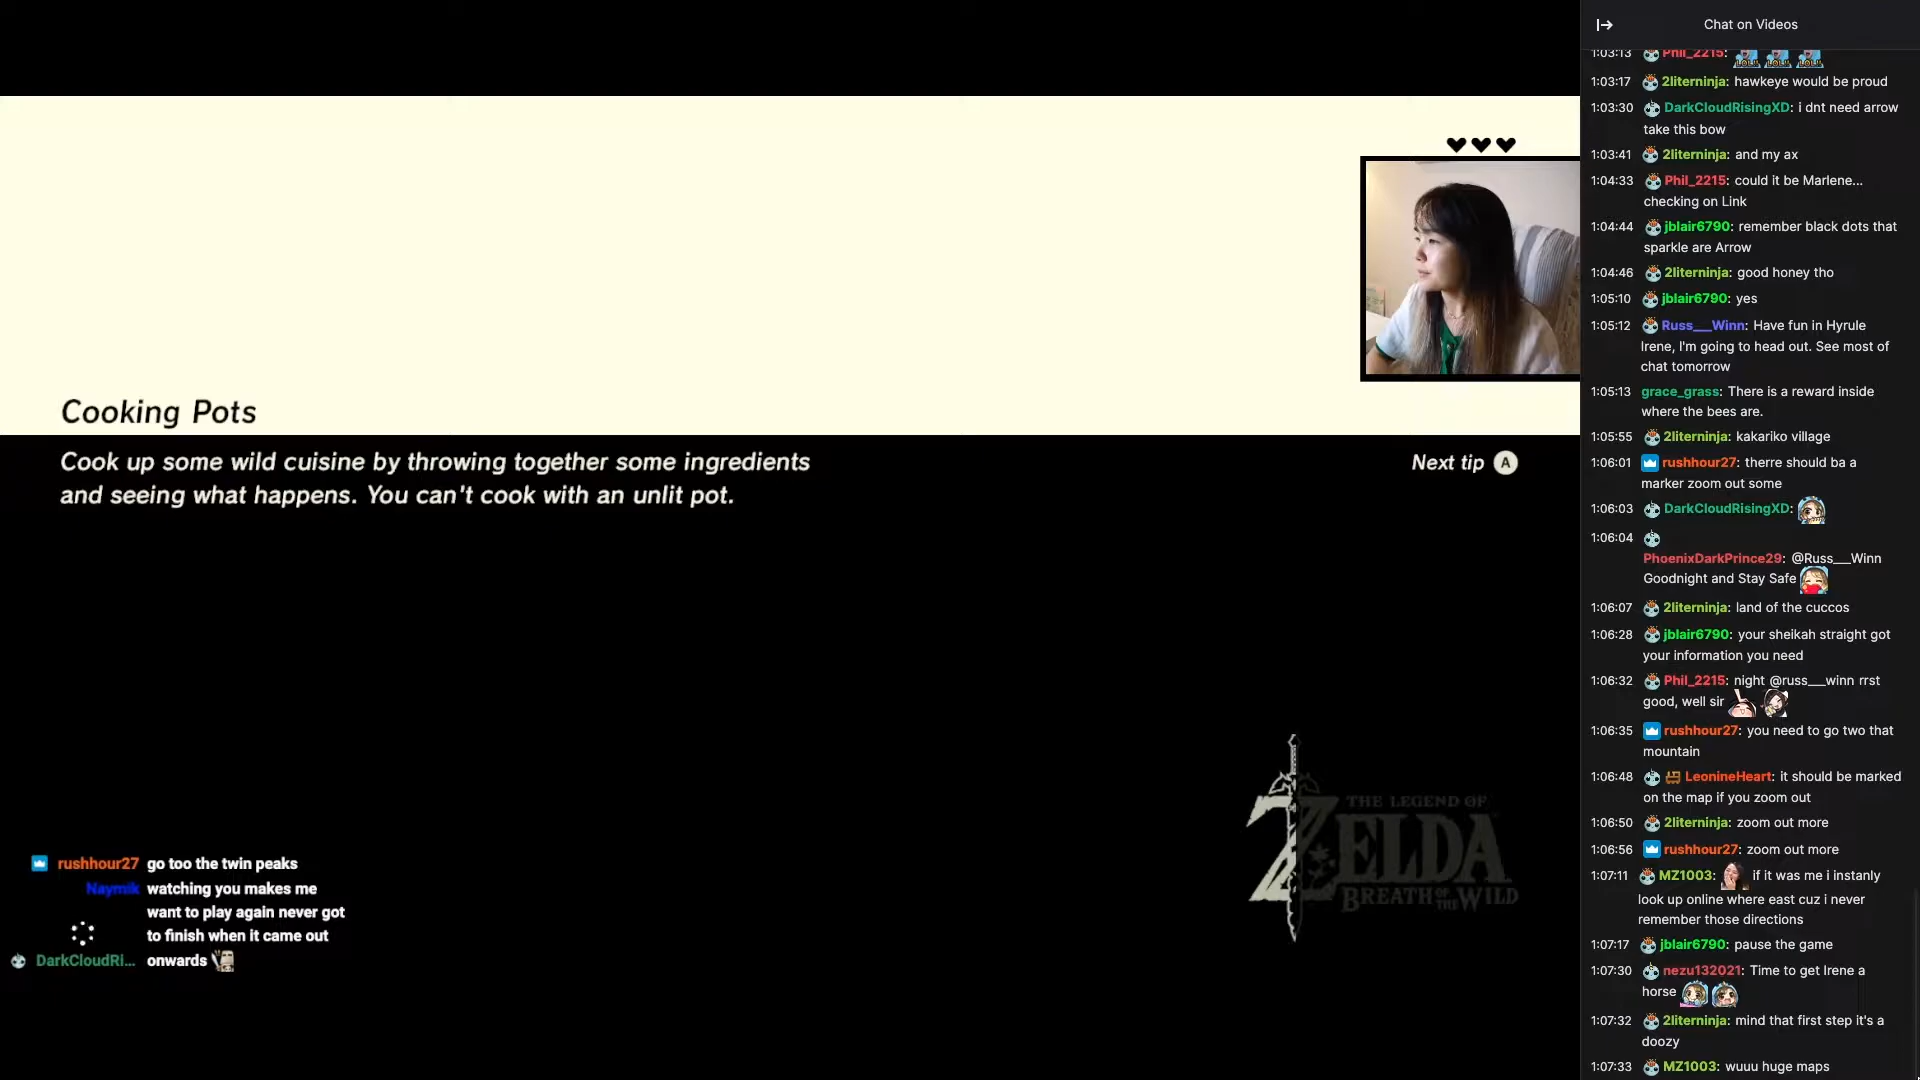 Cooking Pots
Cook up some wild cuisine by throwing together some ingredients
and seeing what happens. You can't cook with an unlit pot.
Next tip A
THE LEGEND OF
ZELDA
BREATH OF THE WILD
rushhour27 go too the twin peaks
Naymik watching you makes me
want to play again never got
to finish when it came out
DarkCloudRi... onwards
Chat on Videos
1:03:13 Phil_2215:
1:03:17 2literninja: hawkeye would be proud
1:03:30 DarkCloudRisingXD: i dnt need arrow
take this bow
1:03:41 2literninja: and my ax
1:04:33 Phil_2215: could it be Marlene...
checking on Link
1:04:44 jblair6790: remember black dots that
sparkle are Arrow
1:04:46 2literninja: good honey tho
1:05:10 jblair6790: yes
1:05:12 Russ___Winn: Have fun in Hyrule
Irene, I'm going to head out. See most of
chat tomorrow
1:05:13 grace_grass: There is a reward inside
where the bees are.
1:05:55 2literninja: kakariko village
1:06:01 rushhour27: therre should ba a
marker zoom out some
1:06:03 DarkCloudRisingXD:
1:06:04
PhoenixDarkPrince29: @Russ___Winn
Goodnight and Stay Safe
1:06:07 2literninja: land of the cuccos
1:06:28 jblair6790: your sheikah straight got
your information you need
1:06:32 Phil_2215: night @russ___winn rrst
good, well sir
1:06:35 rushhour27: you need to go two that
mountain
1:06:48 LeonineHeart: it should be marked
on the map if you zoom out
1:06:50 2literninja: zoom out more
1:06:56 rushhour27: zoom out more
1:07:11 MZ1003: if it was me i instanly
look up online where east cuz i never
remember those directions
1:07:17 jblair6790: pause the game
1:07:30 nezu132021: Time to get Irene a
horse
1:07:32 2literninja: mind that first step it's a
doozy
1:07:33 MZ1003: wuuu huge maps